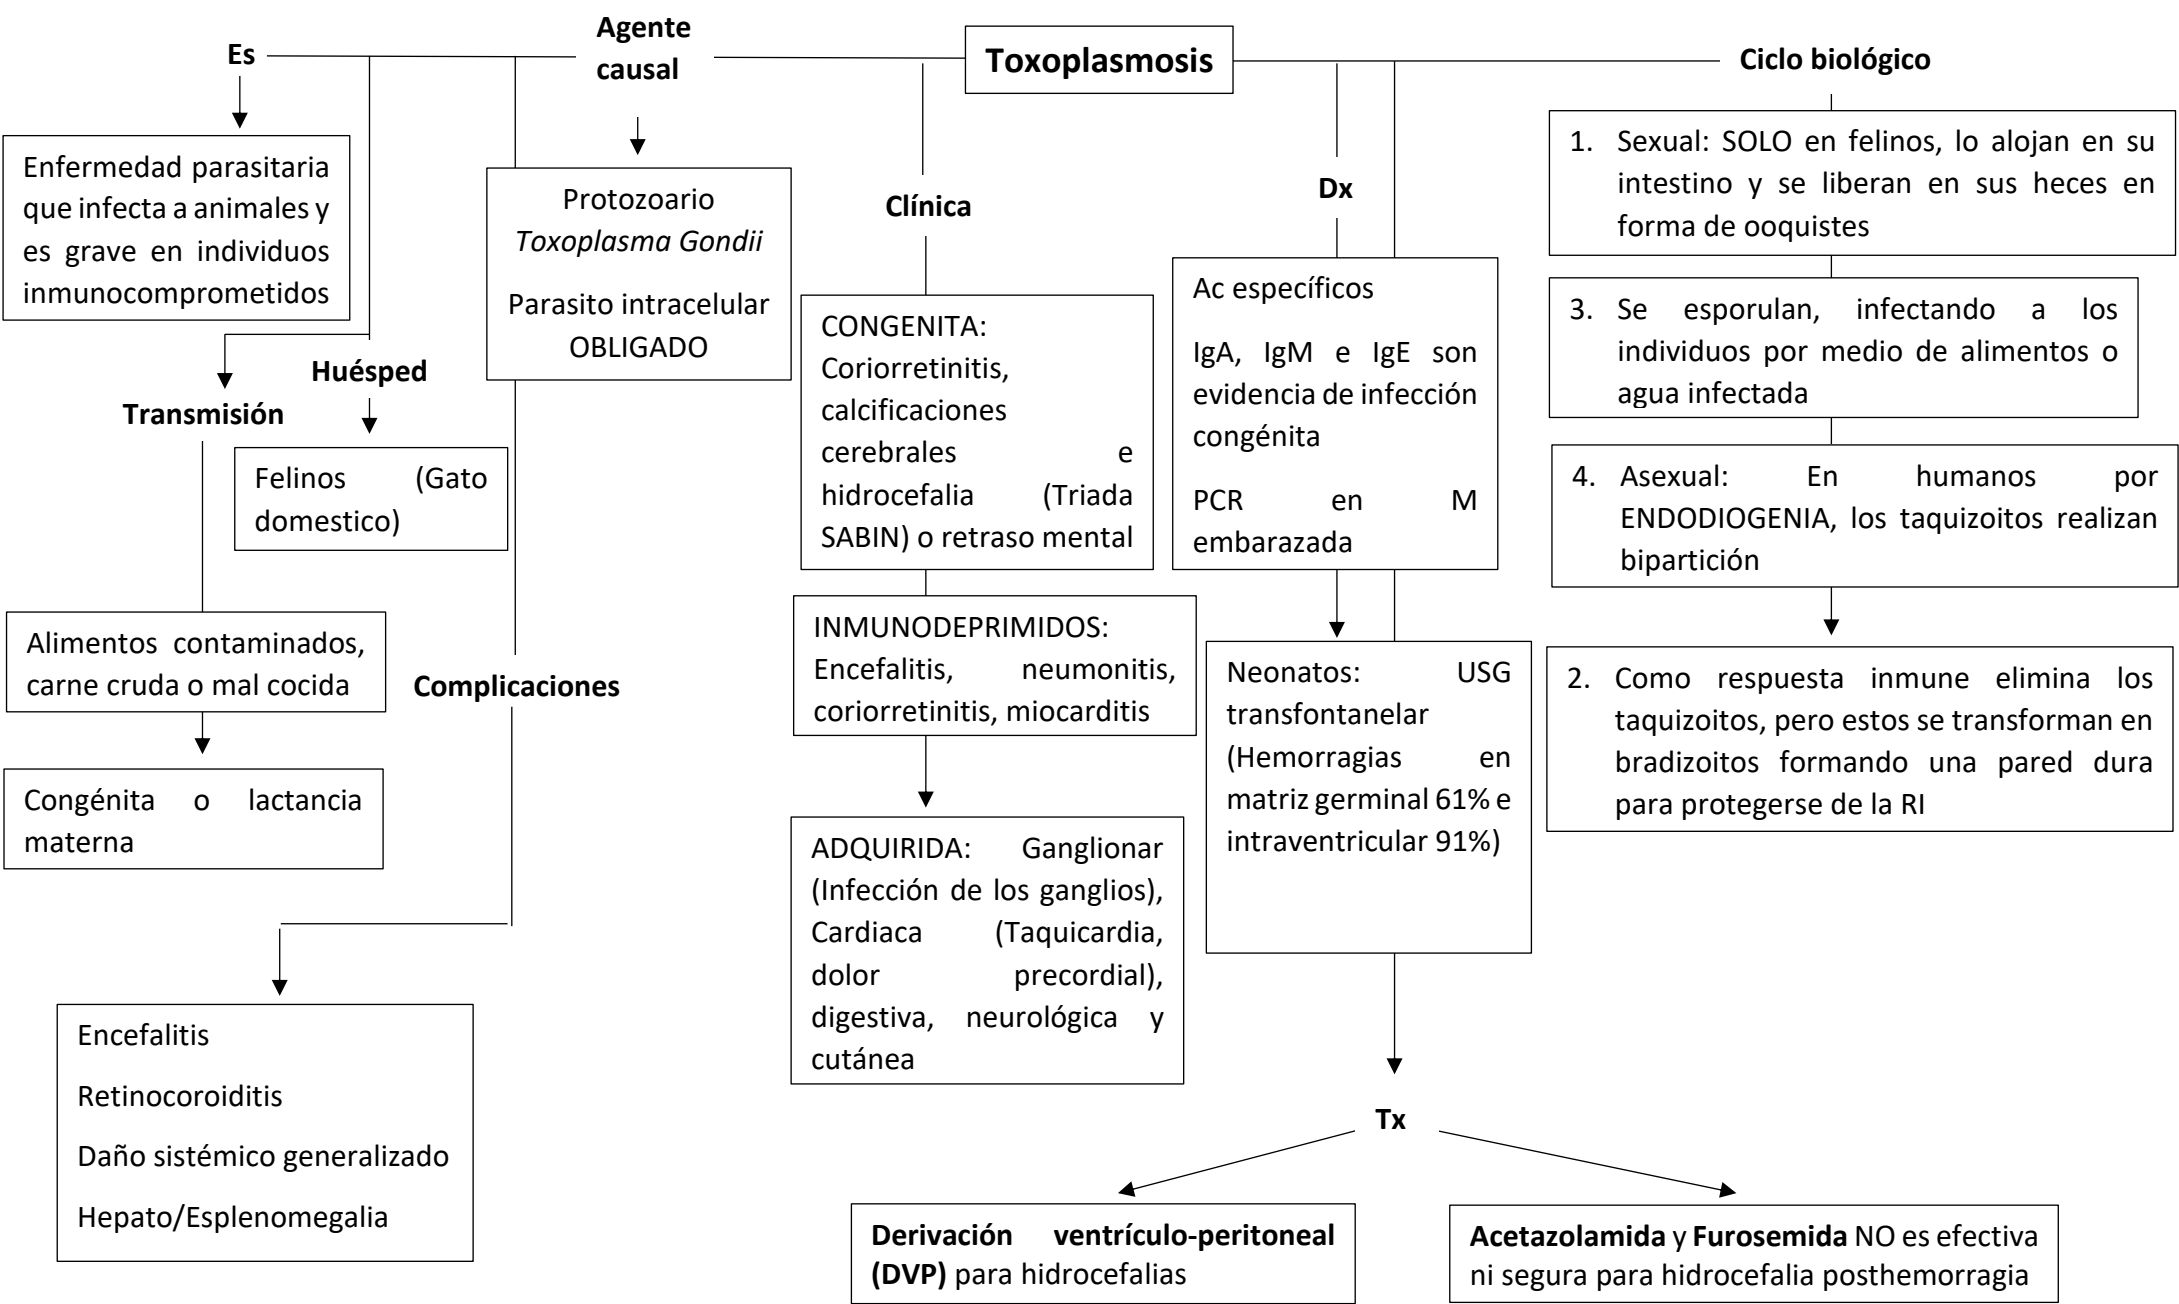 Toxoplasmosis
Es
Enfermedad parasitaria
que infecta a animales y
es grave en individuos
inmunocomprometidos
Transmisión
Alimentos contaminados,
carne cruda o mal cocida
Congénita o lactancia
materna
Huésped
Felinos (Gato
domestico)
Complicaciones
Encefalitis
Retinocoroiditis
Daño sistémico generalizado
Hepato/Esplenomegalia
Agente
causal
Protozoario
Toxoplasma Gondii
Parasito intracelular
OBLIGADO
Clínica
CONGENITA:
Coriorretinitis,
calcificaciones
cerebrales e
hidrocefalia (Triada
SABIN) o retraso mental
INMUNODEPRIMIDOS:
Encefalitis, neumonitis,
coriorretinitis, miocarditis
ADQUIRIDA: Ganglionar
(Infección de los ganglios),
Cardiaca (Taquicardia,
dolor precordial),
digestiva, neurológica y
cutánea
Dx
Ac específicos
IgA, IgM e IgE son
evidencia de infección
congénita
PCR en M
embarazada
Neonatos: USG
transfontanelar
(Hemorragias en
matriz germinal 61% e
intraventricular 91%)
Tx
Derivación ventrículo-peritoneal
(DVP) para hidrocefalias
Acetazolamida y Furosemida NO es efectiva
ni segura para hidrocefalia posthemorragia
Ciclo biológico
1. Sexual: SOLO en felinos, lo alojan en su
intestino y se liberan en sus heces en
forma de ooquistes
3. Se esporulan, infectando a los
individuos por medio de alimentos o
agua infectada
4. Asexual: En humanos por
ENDODIOGENIA, los taquizoitos realizan
bipartición
2. Como respuesta inmune elimina los
taquizoitos, pero estos se transforman en
bradizoitos formando una pared dura
para protegerse de la RI